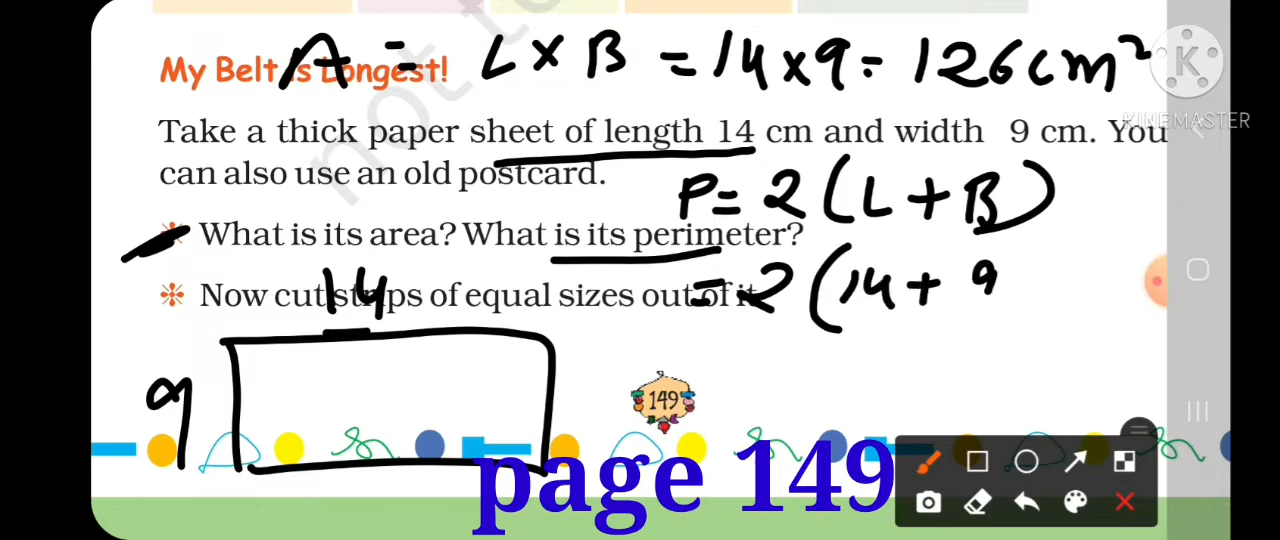 not to
My Belt is Longest!
A = L × B = 14 × 9 = 126 cm²
K
KINEMASTER
Take a thick paper sheet of length 14 cm and width 9 cm. You
can also use an old postcard.
P = 2 ( L + B )
What is its area? What is its perimeter?
= 2 ( 14 + 9
Now cut strips of equal sizes out of it.
14
9
149
page 149